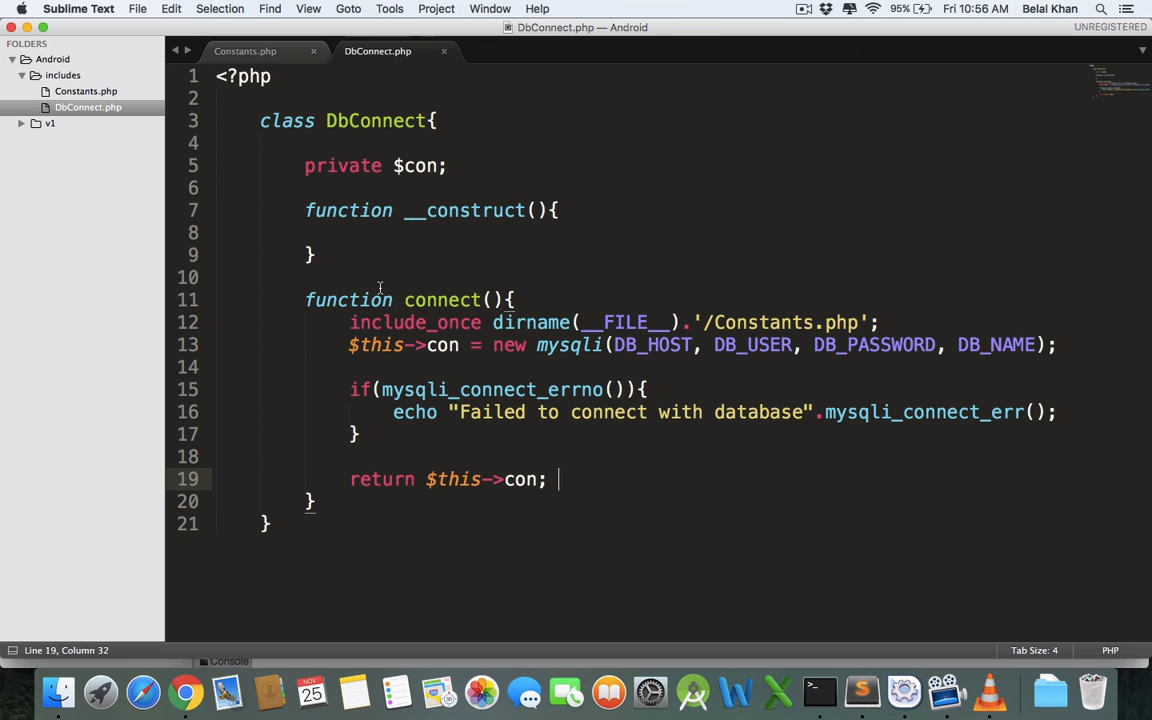 Sublime Text File Edit Selection Find View Goto Tools Project Window Help 95% Fri 10:56 AM Belal Khan
DbConnect.php — Android UNREGISTERED
FOLDERS
Android
includes
Constants.php
DbConnect.php
v1
Constants.php × DbConnect.php ×
1 <?php
2
3 class DbConnect{
4
5 private $con;
6
7 function __construct(){
8
9 }
10
11 function connect(){
12 include_once dirname(__FILE__).'/Constants.php';
13 $this->con = new mysqli(DB_HOST, DB_USER, DB_PASSWORD, DB_NAME);
14
15 if(mysqli_connect_errno()){
16 echo "Failed to connect with database".mysqli_connect_err();
17 }
18
19 return $this->con;
20 }
21 }
Line 19, Column 32 Tab Size: 4 PHP
Console
NOV
25